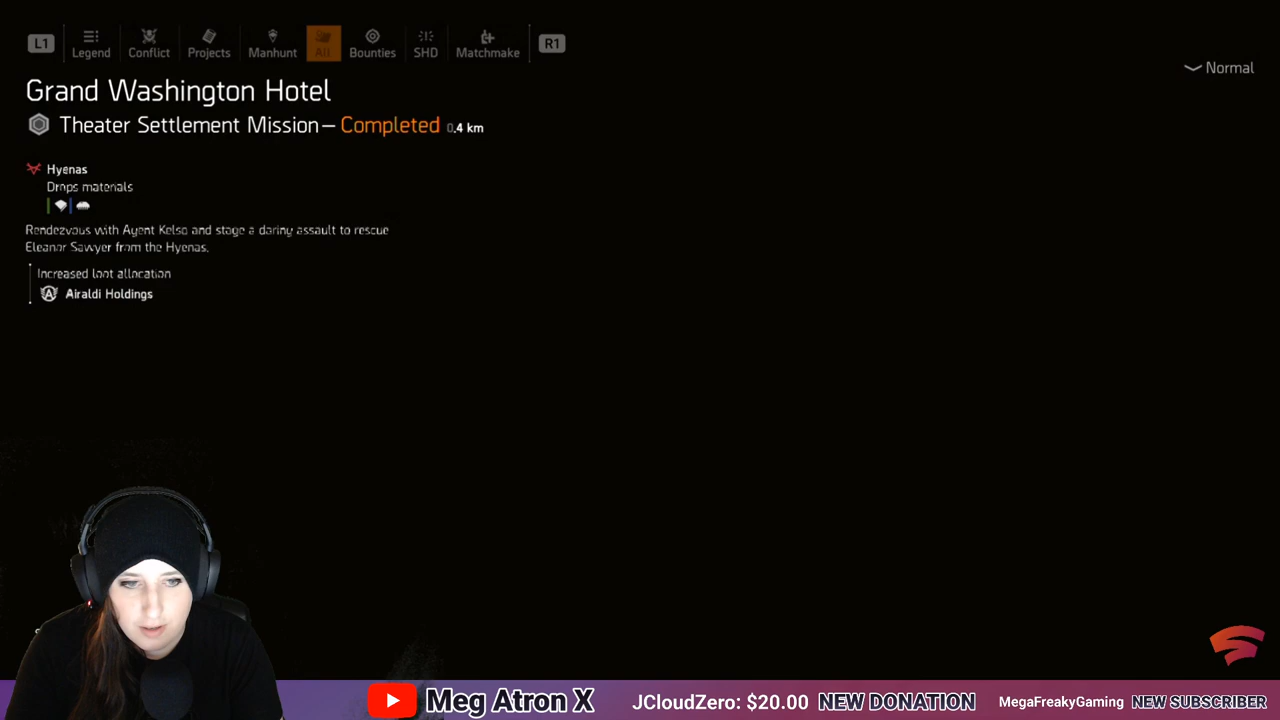 L1 Legend Conflict Projects Manhunt All Bounties SHD Matchmake R1
Normal
Grand Washington Hotel
Theater Settlement Mission — Completed 0.4 km
Hyenas
Drops materials
Rendezvous with Agent Kelso and stage a daring assault to rescue
Eleanor Sawyer from the Hyenas.
Increased loot allocation
Airaldi Holdings
Meg Atron X JCloudZero: $20.00 NEW DONATION MegaFreakyGaming NEW SUBSCRIBER